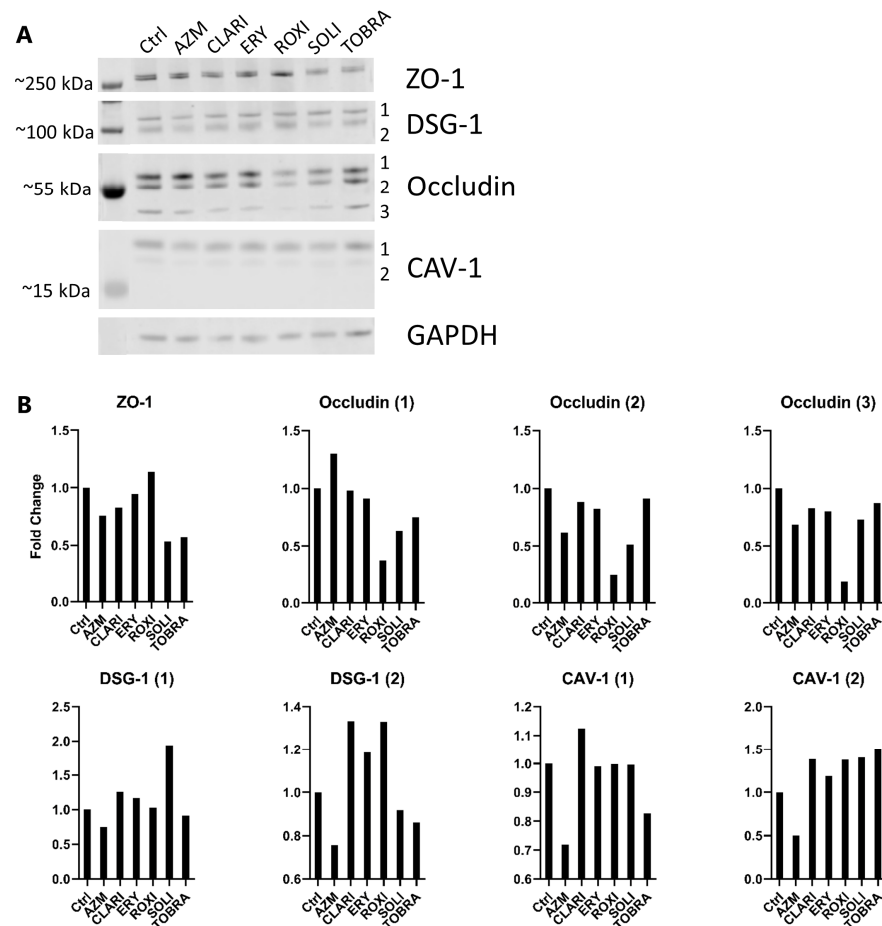 A
Ctrl AZM CLARI ERY ROXI SOLI TOBRA
~250 kDa ZO-1
~100 kDa 1 2 DSG-1
~55 kDa 1 2 3 Occludin
~15 kDa 1 2 CAV-1
GAPDH
B
ZO-1 Occludin (1) Occludin (2) Occludin (3)
Fold Change
1.5 1.5 1.5 1.5
1.0 1.0 1.0 1.0
0.5 0.5 0.5 0.5
0.0 0.0 0.0 0.0
Ctrl AZM CLARI ERY ROXI SOLI TOBRA Ctrl AZM CLARI ERY ROXI SOLI TOBRA Ctrl AZM CLARI ERY ROXI SOLI TOBRA Ctrl AZM CLARI ERY ROXI SOLI TOBRA
DSG-1 (1) DSG-1 (2) CAV-1 (1) CAV-1 (2)
2.5 1.4 1.2 2.0
2.0 1.2 1.1 1.5
1.5 1.0 1.0 1.0
1.0 0.8 0.9 0.5
0.5 0.6 0.8 0.0
0.0 0.7
0.6
Ctrl AZM CLARI ERY ROXI SOLI TOBRA Ctrl AZM CLARI ERY ROXI SOLI TOBRA Ctrl AZM CLARI ERY ROXI SOLI TOBRA Ctrl AZM CLARI ERY ROXI SOLI TOBRA